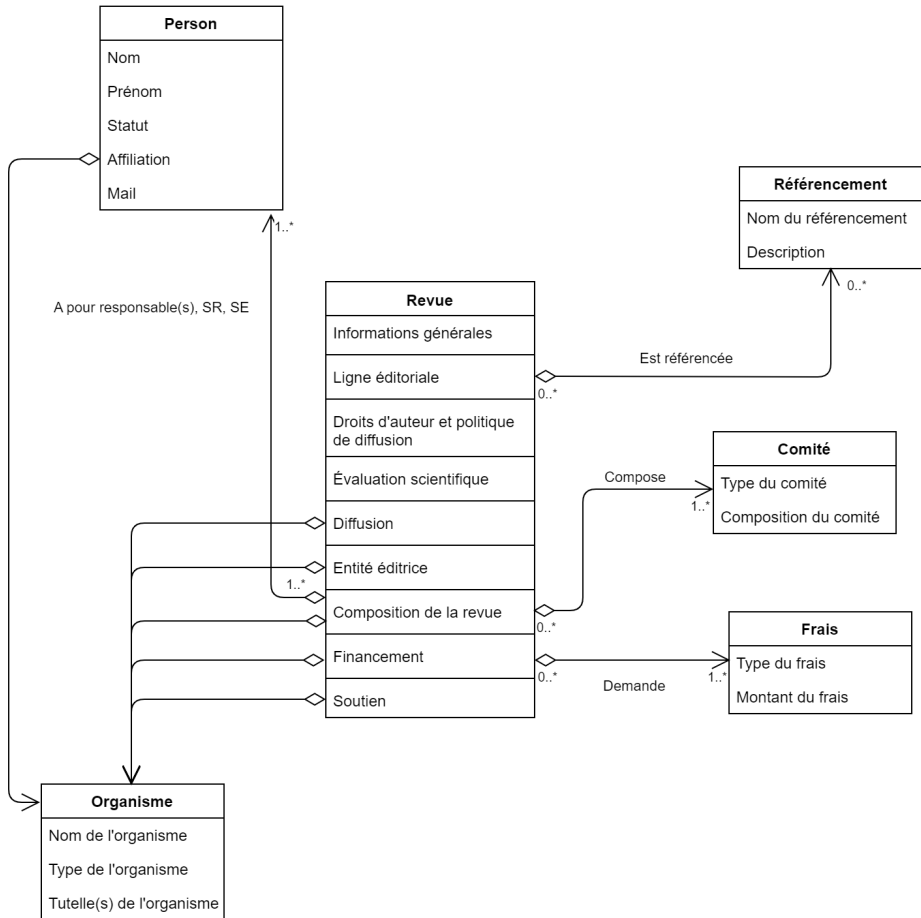 Person
Nom
Prénom
Statut
Affiliation
Mail
1..*
A pour responsable(s), SR, SE
Référencement
Nom du référencement
Description
0..*
Est référencée
Revue
Informations générales
Ligne éditoriale
0..*
Droits d'auteur et politique
de diffusion
Évaluation scientifique
Diffusion
Entité éditrice
1..*
Composition de la revue
0..*
Financement
0..*
Soutien
Compose
1..*
Comité
Type du comité
Composition du comité
Demande
1..*
Frais
Type du frais
Montant du frais
Organisme
Nom de l'organisme
Type de l'organisme
Tutelle(s) de l'organisme